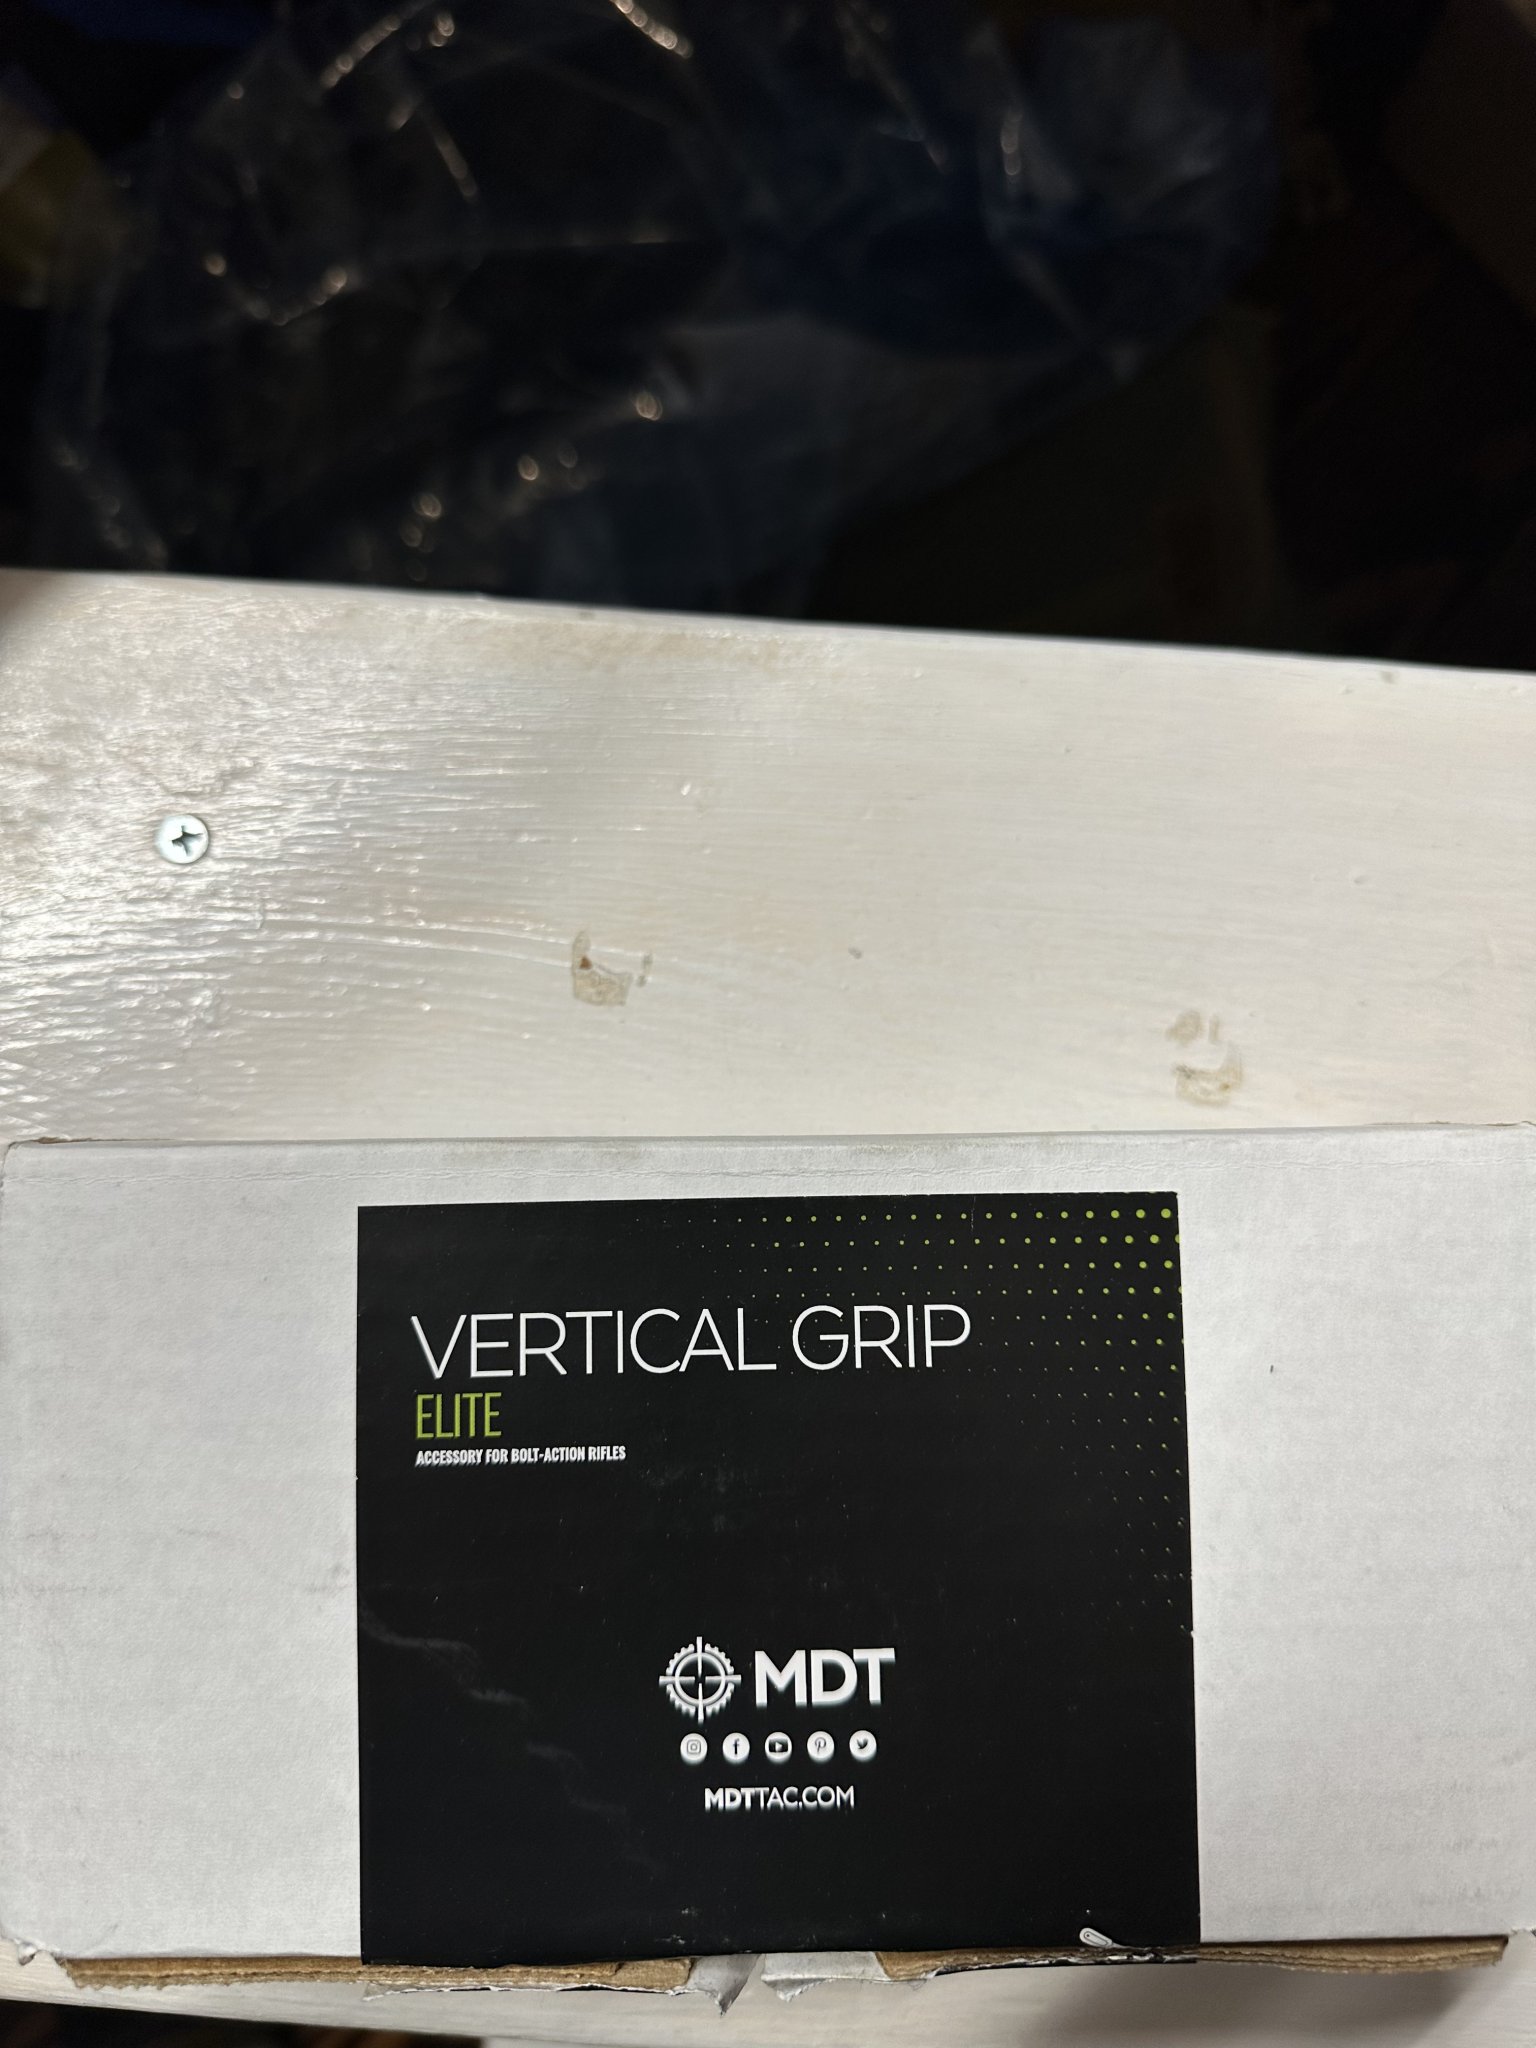 VERTICAL GRIP
ELITE
ACCESSORY FOR BOLT-ACTION RIFLES
MDT
MDTTAC.COM